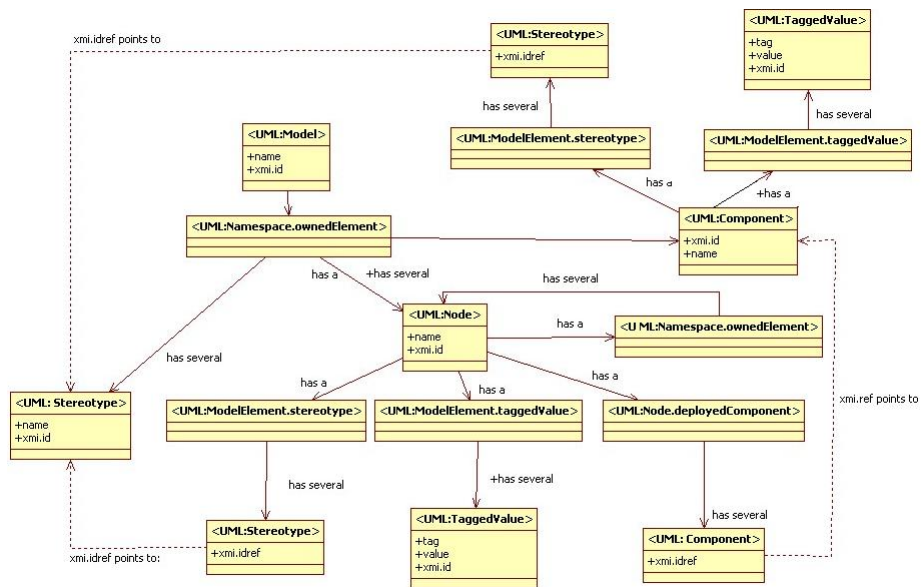 <UML:TaggedValue>
+tag
+value
+xmi.id
<UML:Stereotype>
+xmi.idref
xmi.idref points to
has several
has several
<UML:Model>
+name
+xmi.id
<UML:ModelElement.stereotype>
<UML:ModelElement.taggedValue>
has a
+has a
<UML:Namespace.ownedElement>
<UML:Component>
+xmi.id
+name
has a
+has several
has several
<UML:Node>
+name
+xmi.id
<U ML:Namespace.ownedElement>
has a
has several
has a
has a
has a
<UML: Stereotype>
+name
+xmi.id
<UML:ModelElement.stereotype>
<UML:ModelElement.taggedValue>
<UML:Node.deployedComponent>
xmi.ref points to
has several
+has several
has several
<UML:Stereotype>
+xmi.idref
<UML:TaggedValue>
+tag
+value
+xmi.id
<UML: Component>
+xmi.idref
xmi.idref points to: